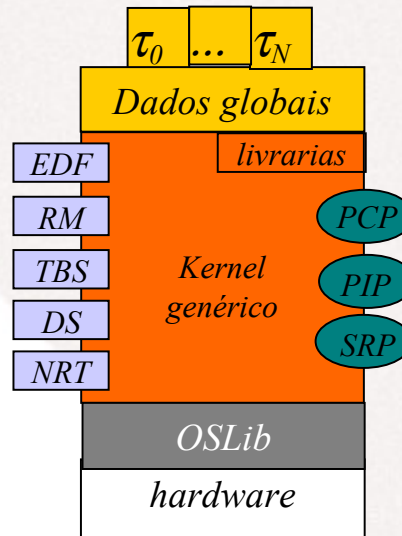 τ0 ... τN
Dados globais
livrarias
EDF
RM
TBS
DS
NRT
Kernel
genérico
PCP
PIP
SRP
OSLib
hardware